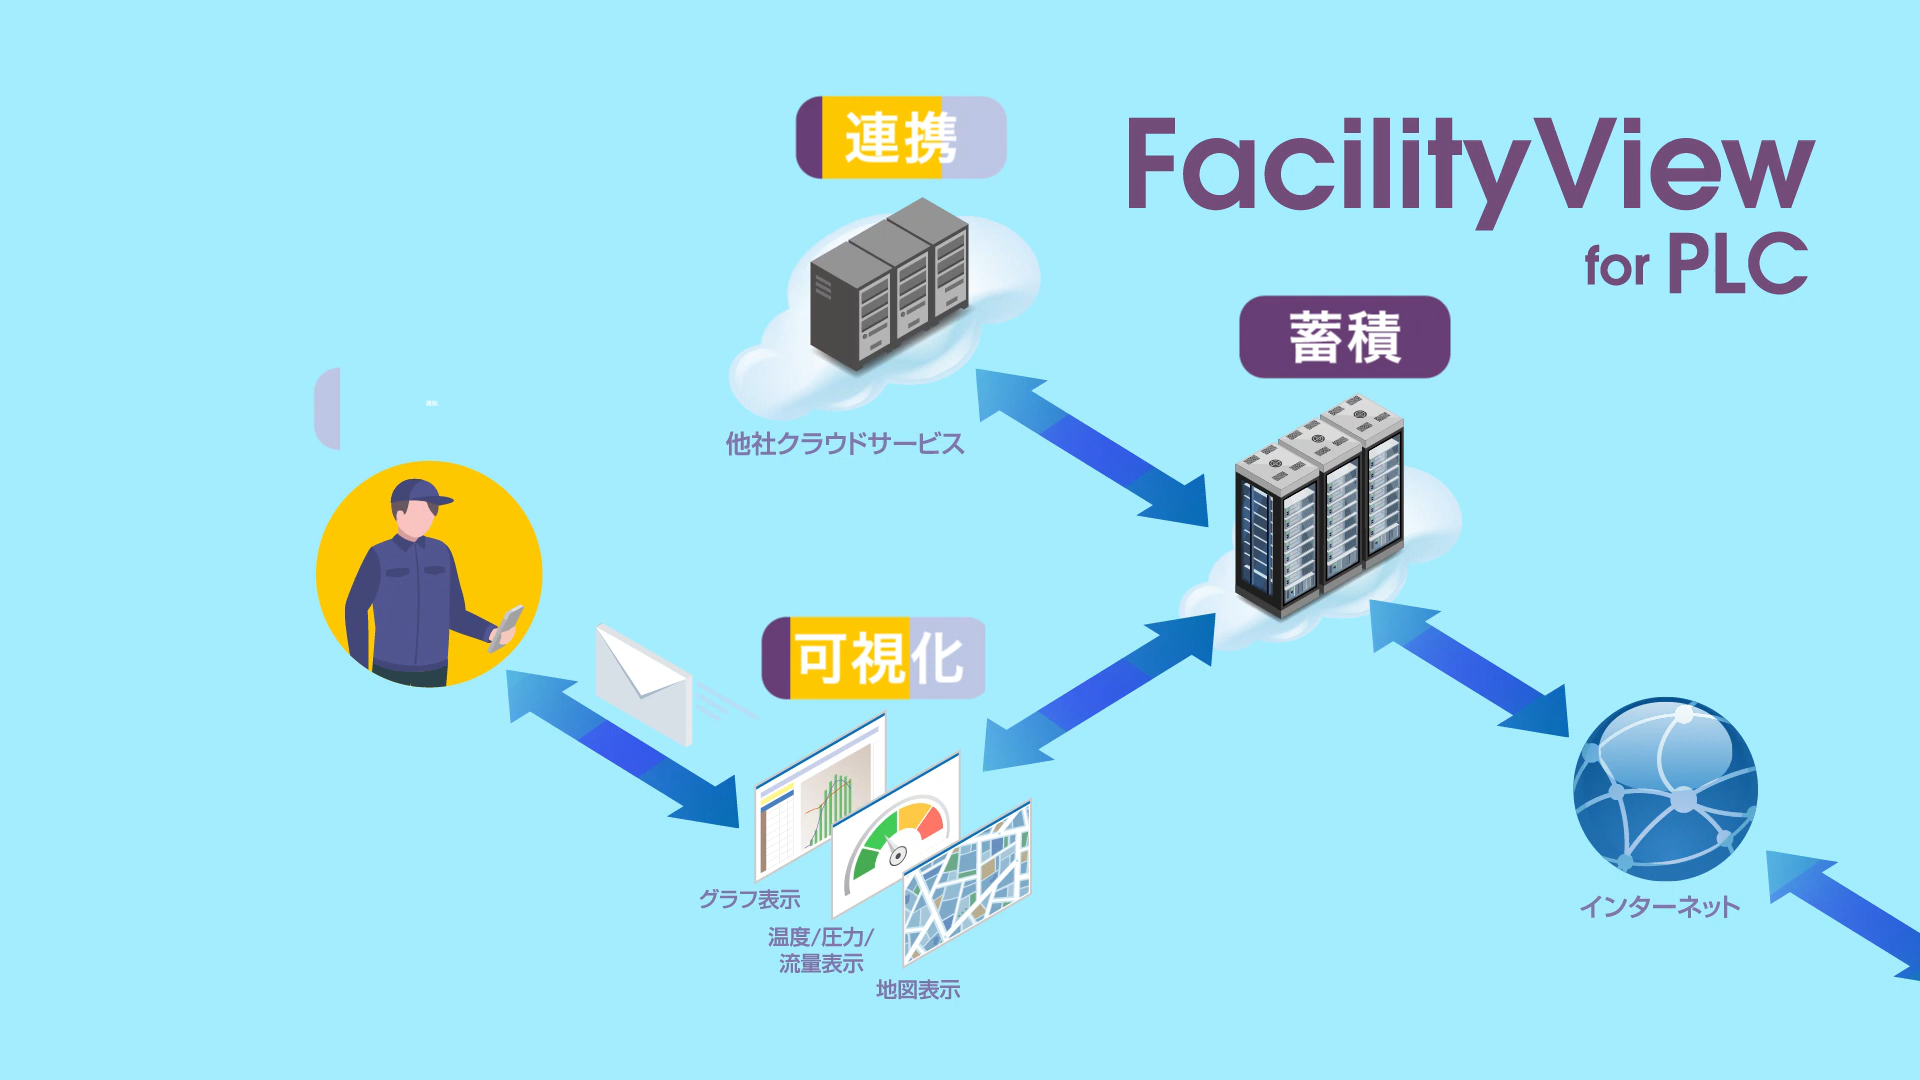 連携
FacilityView
for PLC
蓄積
他社クラウドサービス
可視化
グラフ表示
温度/圧力/
流量表示
地図表示
インターネット